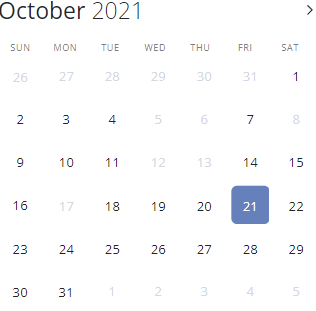 October 2021
SUN MON TUE WED THU FRI SAT
26 27 28 29 30 31 1
2 3 4 5 6 7 8
9 10 11 12 13 14 15
16 17 18 19 20 21 22
23 24 25 26 27 28 29
30 31 1 2 3 4 5